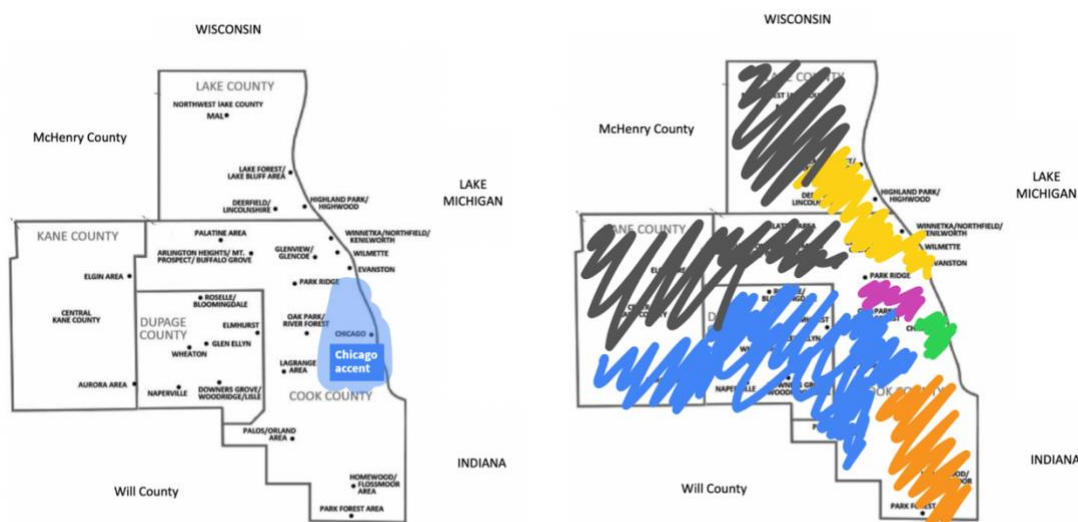 WISCONSIN
LAKE COUNTY
NORTHWEST LAKE COUNTY
MAL
McHenry County
LAKE FOREST/
LAKE BLUFF AREA
DEERFIELD/
LINCOLNSHIRE
HIGHLAND PARK/
HIGHWOOD
LAKE
MICHIGAN
KANE COUNTY
PALATINE AREA
ARLINGTON HEIGHTS/ MT.
PROSPECT/ BUFFALO GROVE
GLENVIEW/
GLENCOE
WINNETKA/NORTHFIELD/
KENILWORTH
WILMETTE
EVANSTON
ELGIN AREA
PARK RIDGE
ROSELLE/
BLOOMINGDALE
CENTRAL
KANE COUNTY
DUPAGE
COUNTY
ELMHURST
OAK PARK/
RIVER FOREST
CHICAGO
GLEN ELLYN
WHEATON
Chicago
accent
LAGRANGE
AREA
AURORA AREA
NAPERVILLE
DOWNERS GROVE/
WOODRIDGE/LISLE
COOK COUNTY
PALOS/ORLAND
AREA
INDIANA
Will County
HOMEWOOD/
FLOSSMOOR
AREA
PARK FOREST AREA
WISCONSIN
McHenry County
LAKE
MICHIGAN
HIGHLAND PARK/
HIGHWOOD
WILMETTE
PARK RIDGE
NAPERVILLE
INDIANA
Will County
PARK FOREST